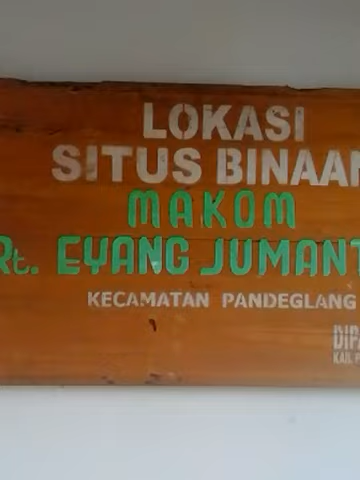 LOKASI
SITUS BINAAN
MAKOM
Rt. EYANG JUMANT
KECAMATAN PANDEGLANG
DIPA
KAB. P